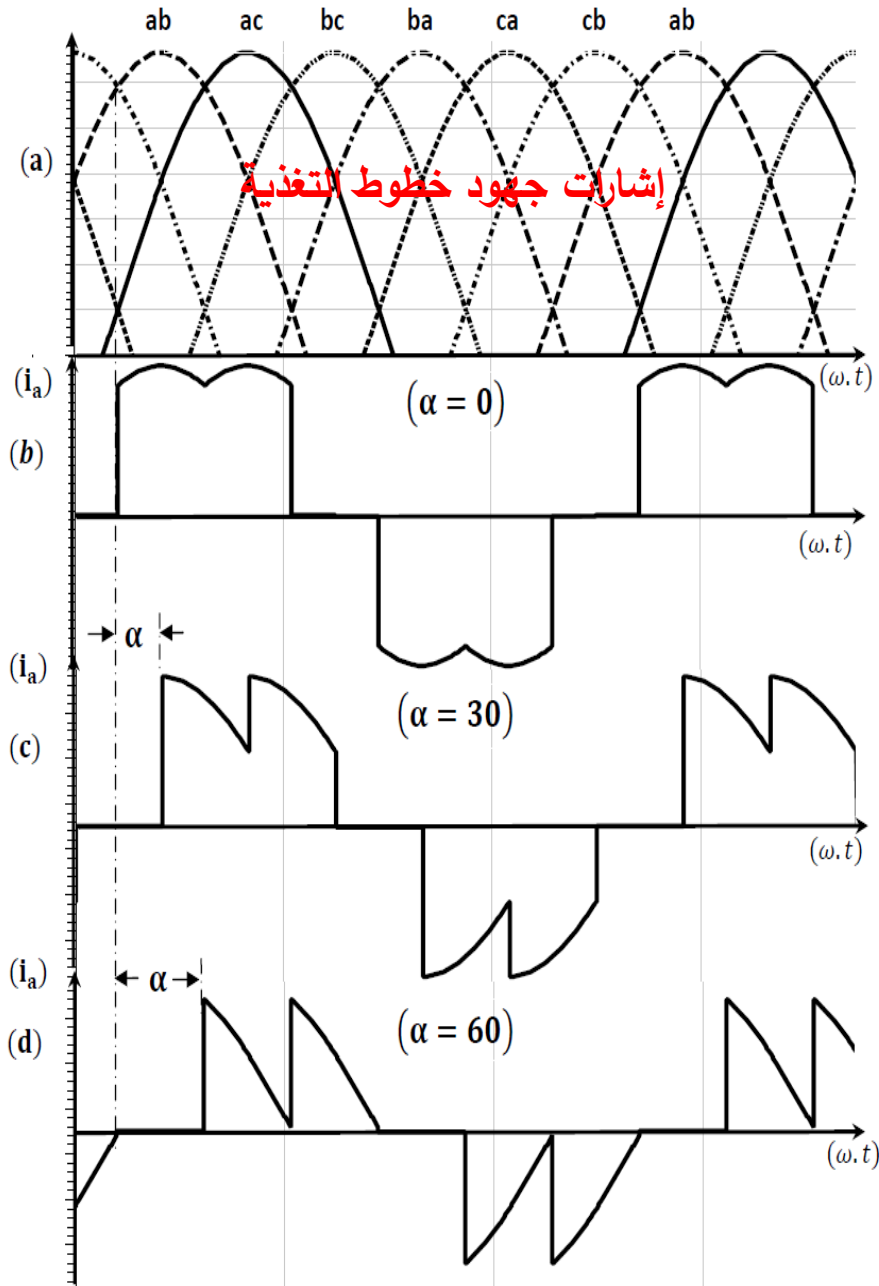 ab ac bc ba ca cb ab
(a)
إشارات جهود خطوط التغذية
(ω.t)
(iₐ)
(α = 0)
(b)
(ω.t)
α
(iₐ)
(α = 30)
(c)
(ω.t)
(iₐ)
α
(α = 60)
(d)
(ω.t)